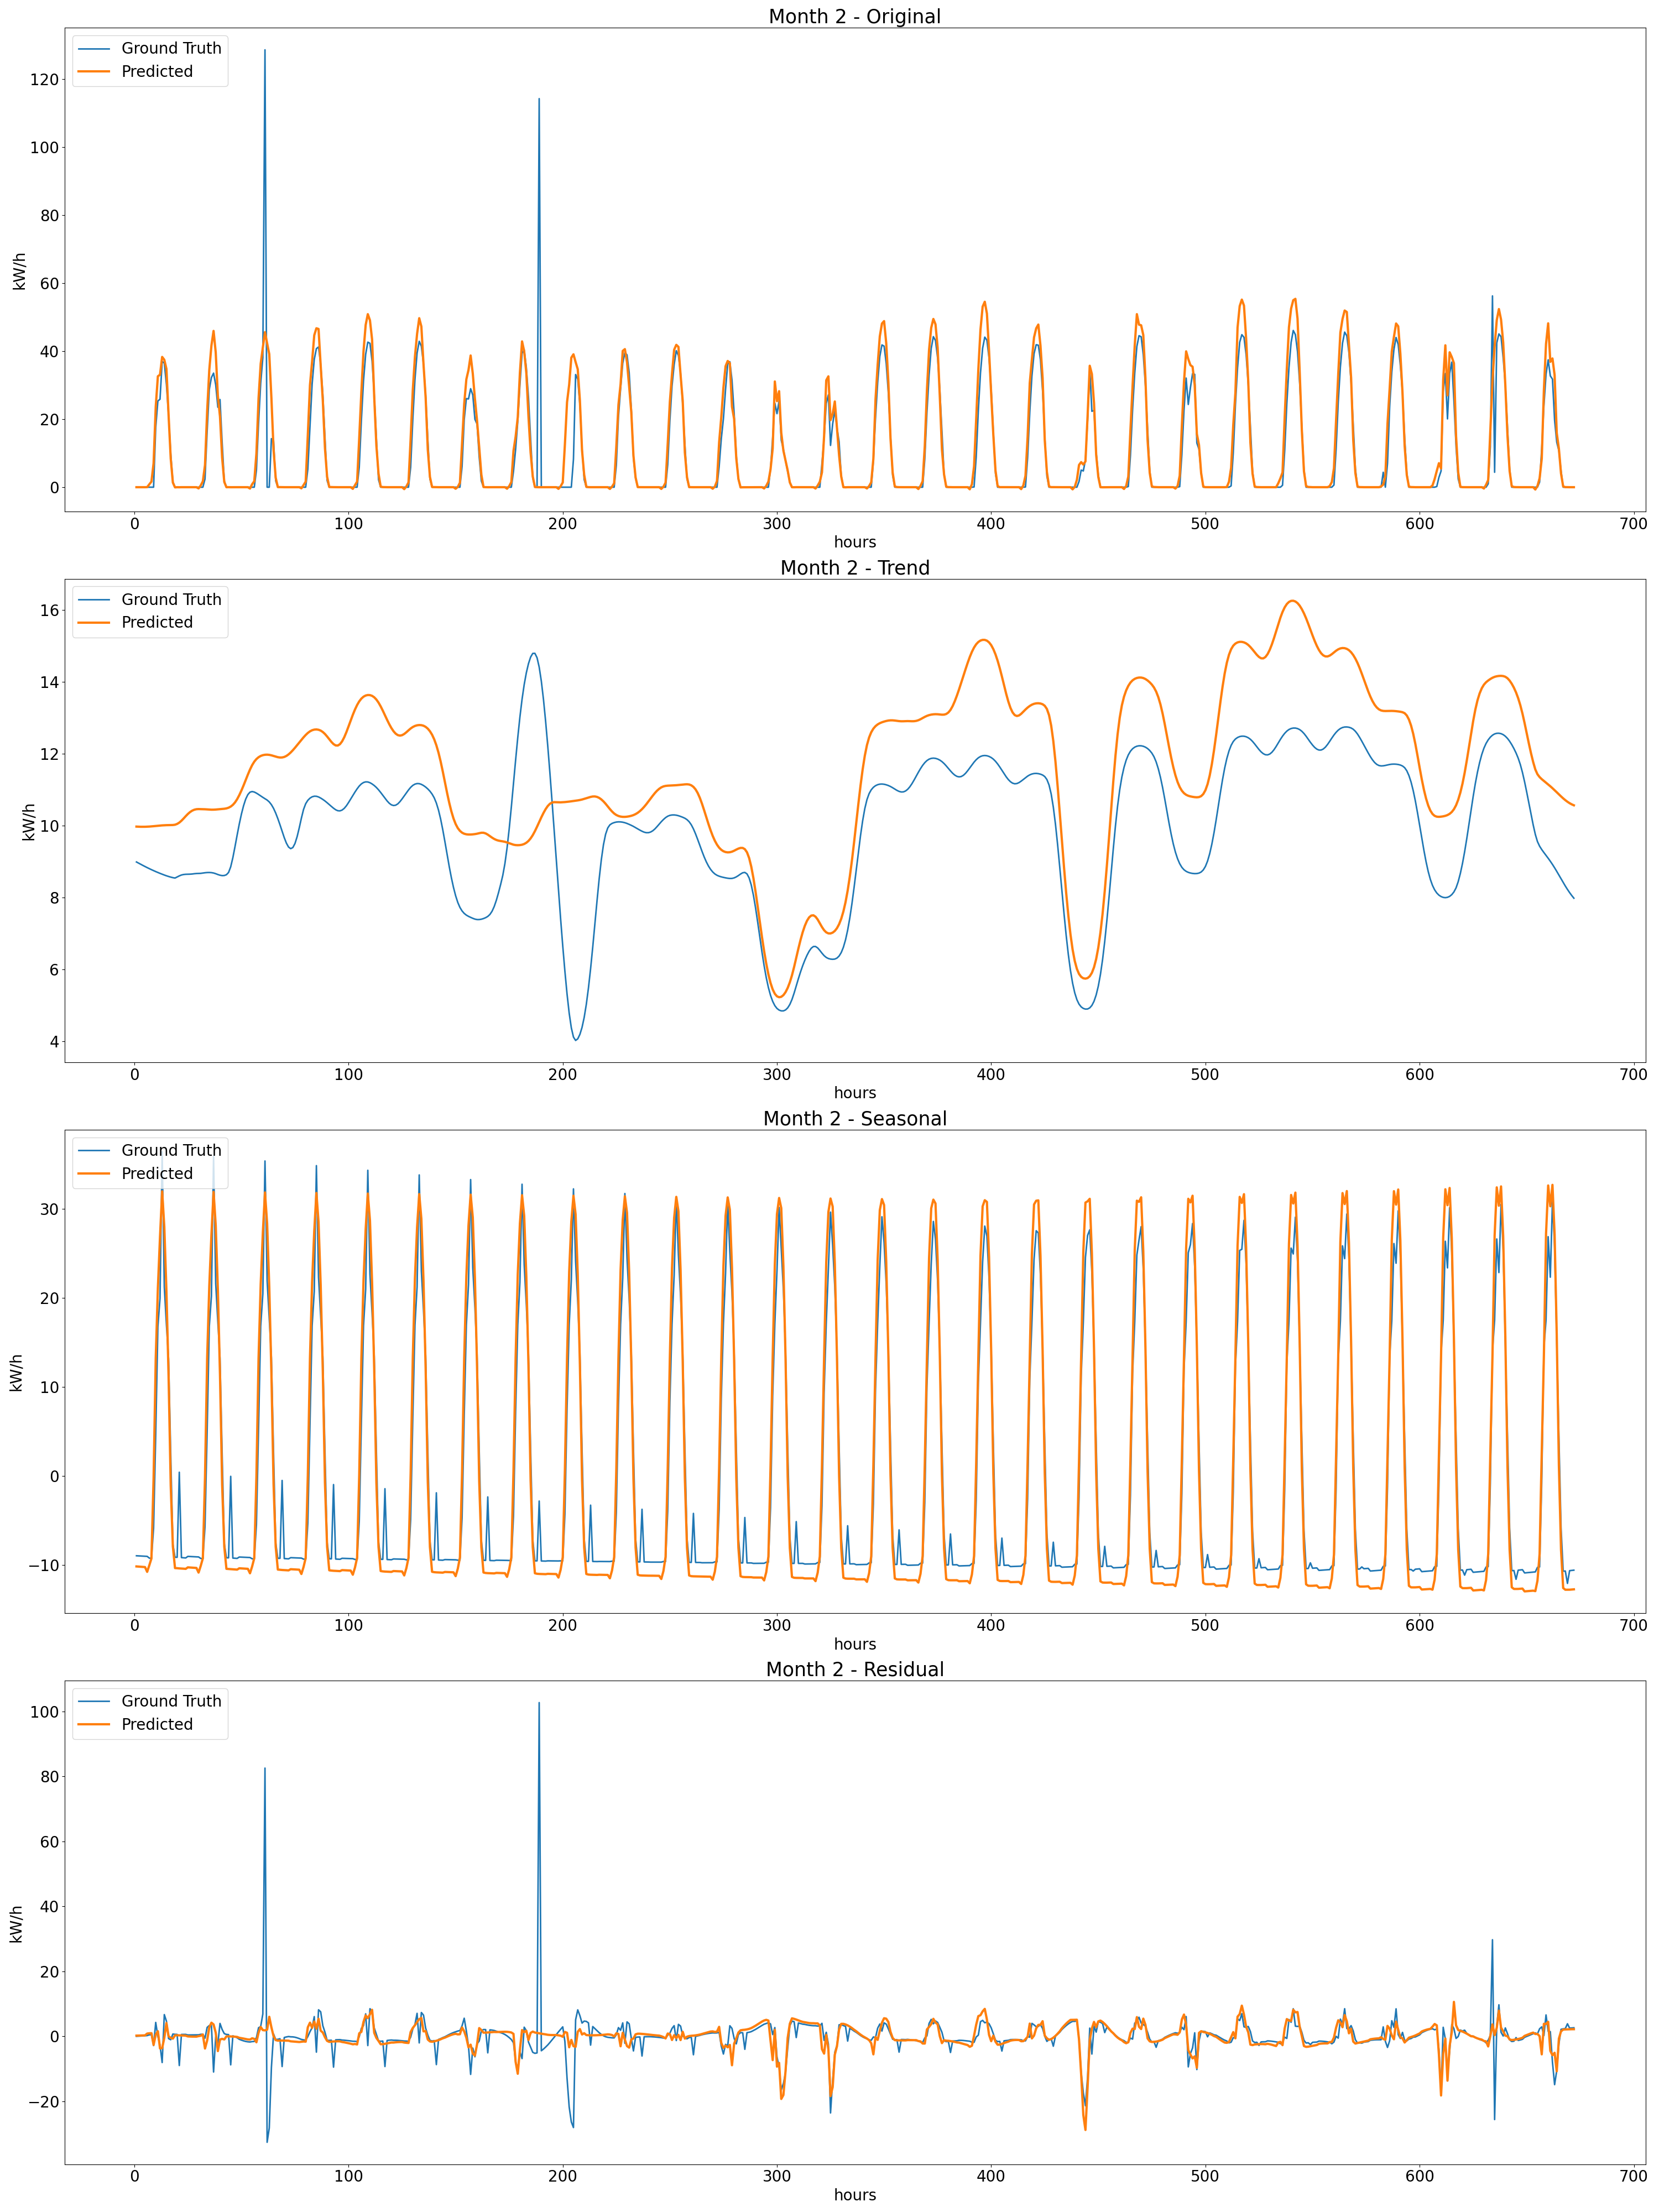 Month 2 - Original
Ground Truth
Predicted
120
100
80
60
40
20
0
kW/h
0 100 200 300 400 500 600 700
hours
Month 2 - Trend
Ground Truth
Predicted
16
14
12
10
8
6
4
kW/h
0 100 200 300 400 500 600 700
hours
Month 2 - Seasonal
Ground Truth
Predicted
30
20
10
0
−10
kW/h
0 100 200 300 400 500 600 700
hours
Month 2 - Residual
Ground Truth
Predicted
100
80
60
40
20
0
−20
kW/h
0 100 200 300 400 500 600 700
hours